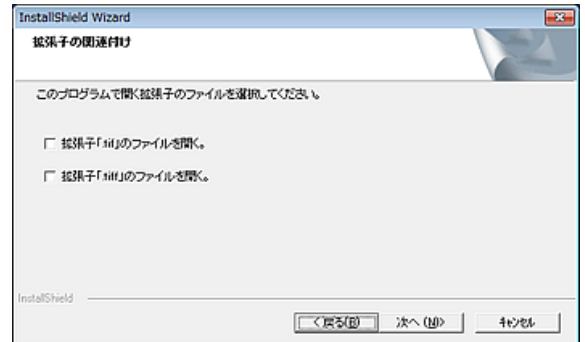 InstallShield Wizard
拡張子の関連付け
このプログラムで開く拡張子のファイルを選択してください。
拡張子「.tif」のファイルを開く。
拡張子「.tiff」のファイルを開く。
InstallShield
< 戻る(B)
次へ (N)>
キャンセル